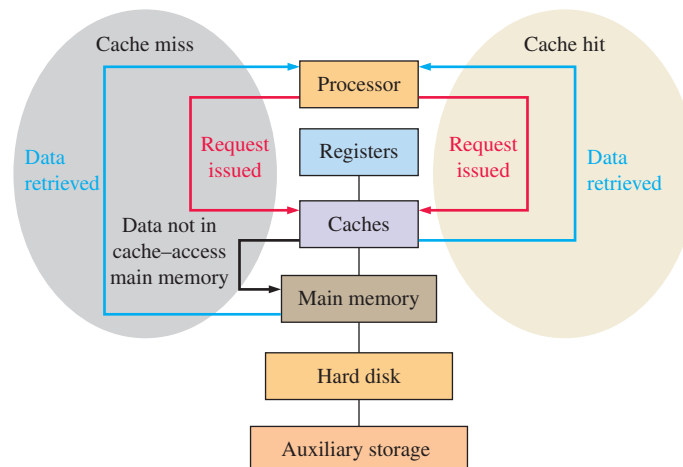 Cache miss
Cache hit
Processor
Data
retrieved
Request
issued
Registers
Request
issued
Data
retrieved
Data not in
cache–access
main memory
Caches
Main memory
Hard disk
Auxiliary storage